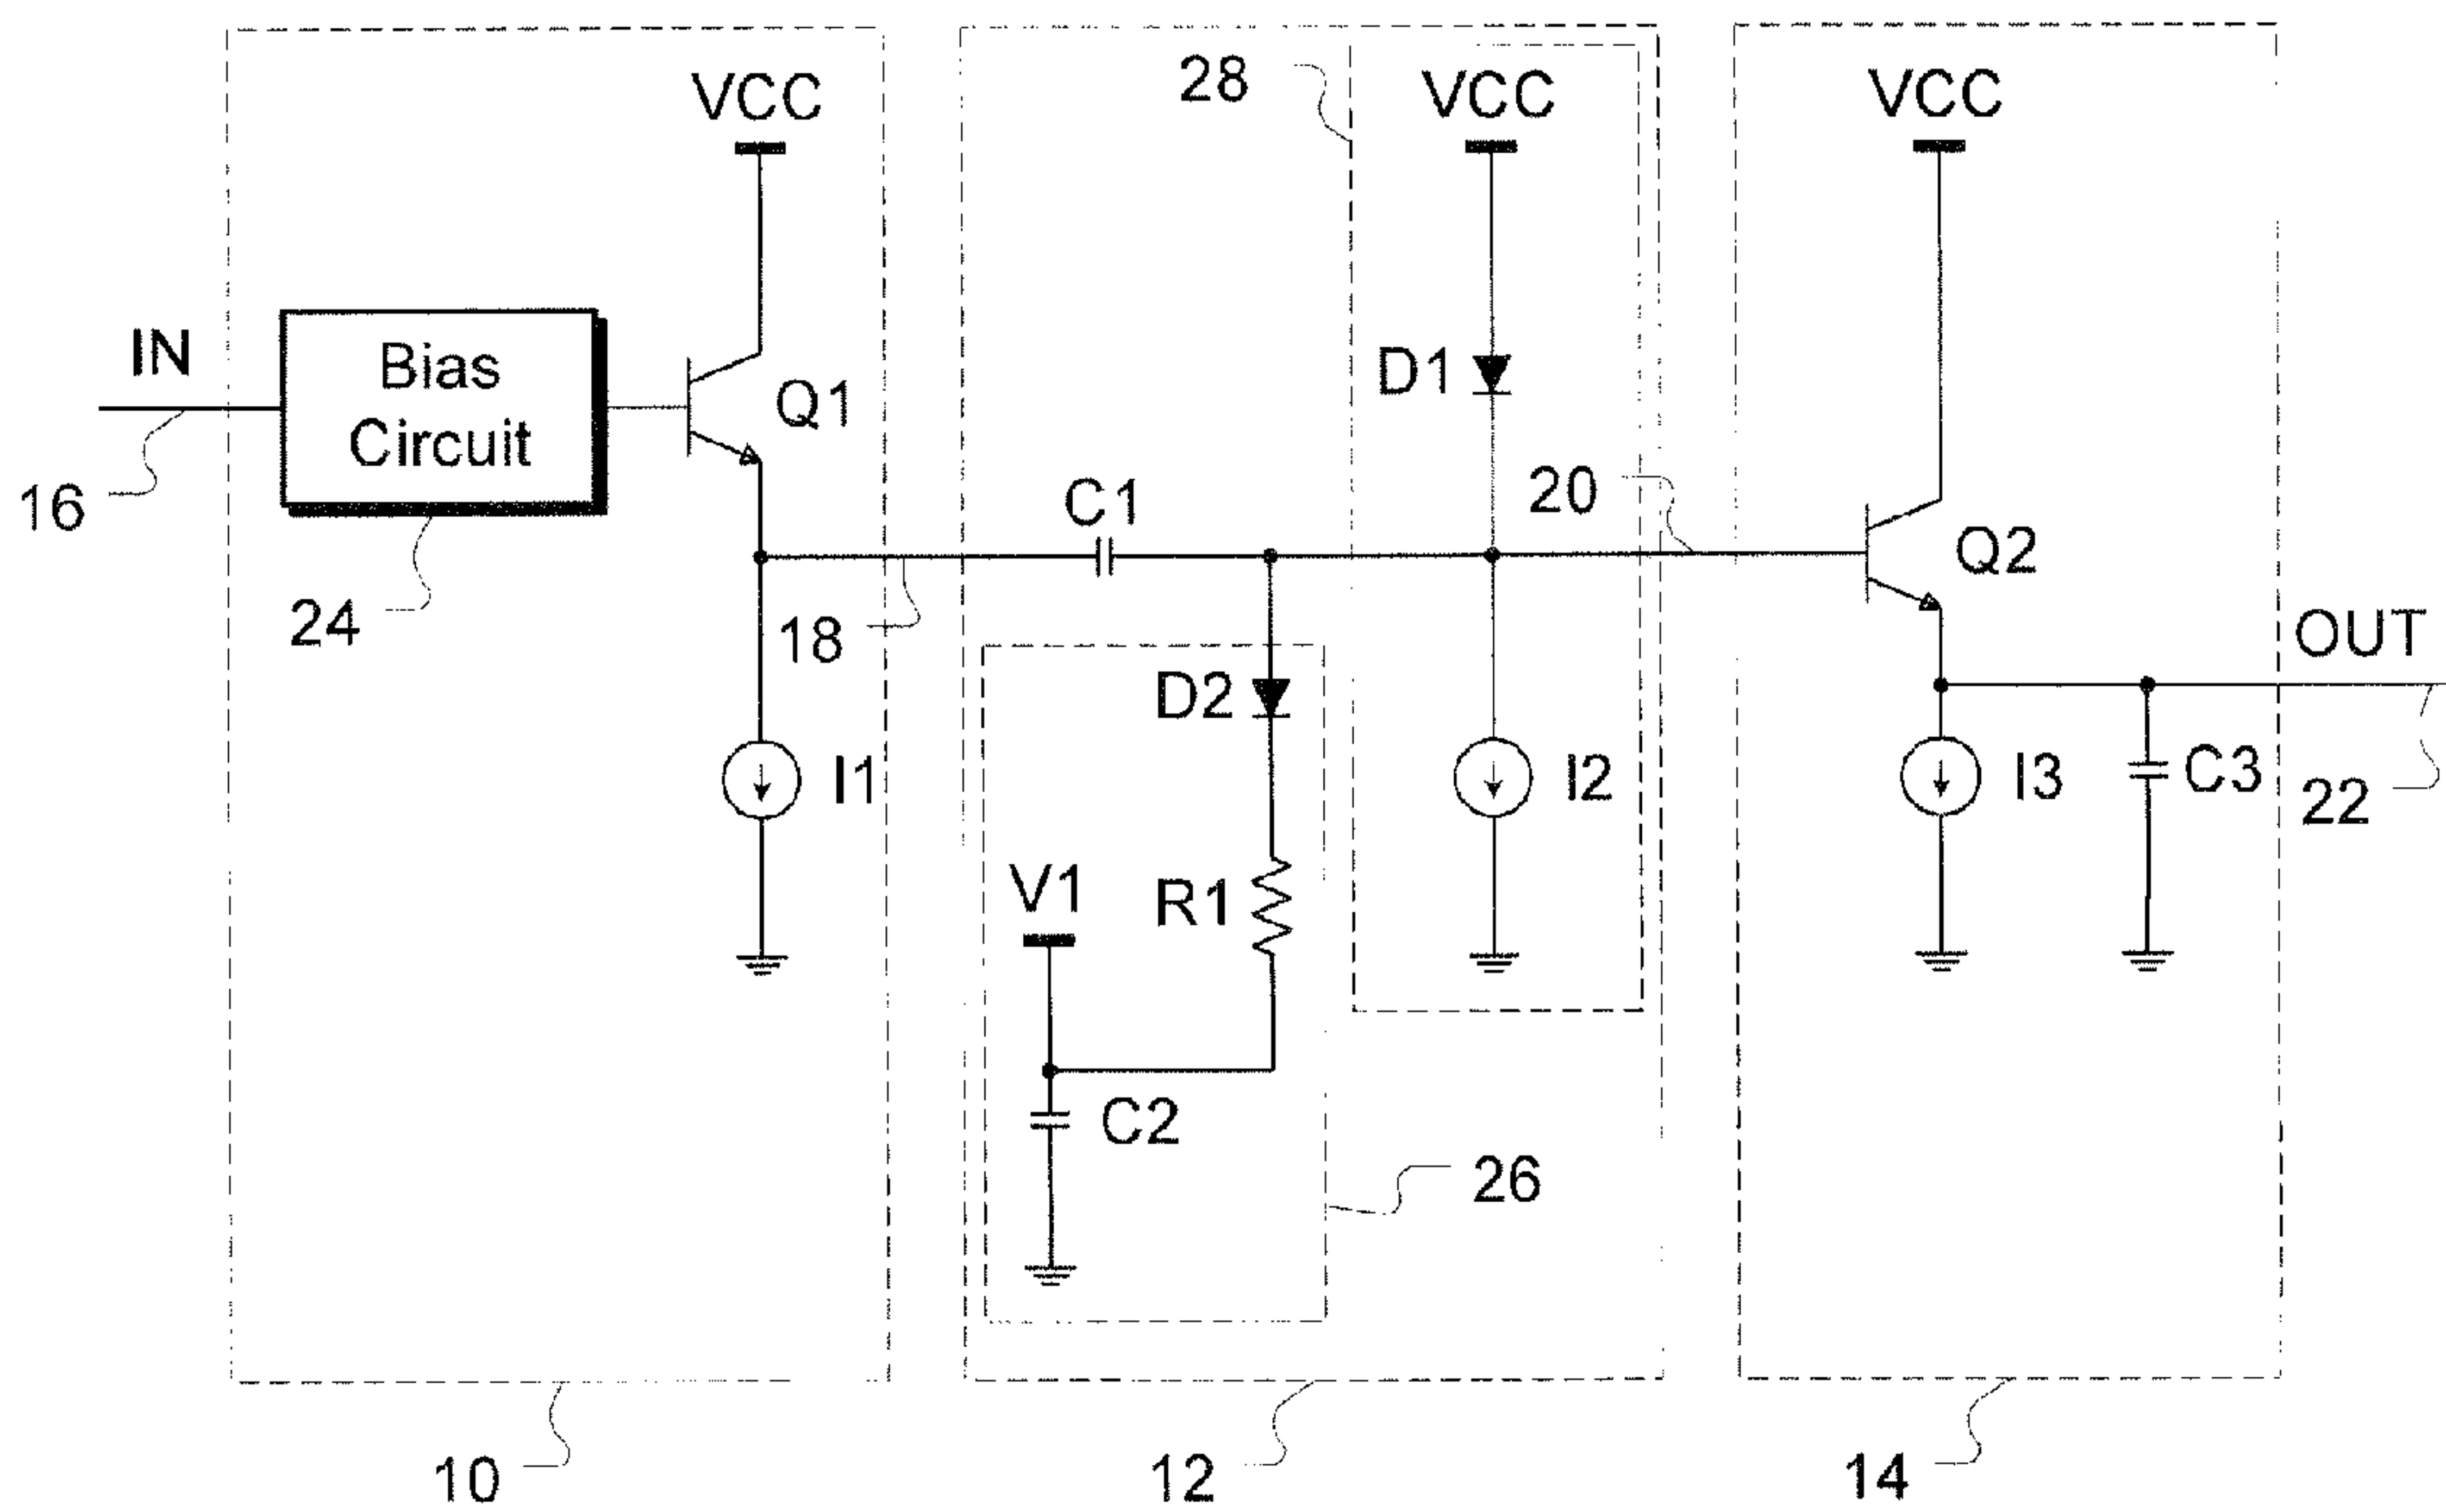 28
VCC
VCC
VCC
IN
Bias
Circuit
Q1
D1
16
C1
20
Q2
24
18
D2
OUT
I1
I2
I3
C3
22
V1
R1
C2
26
10
12
14